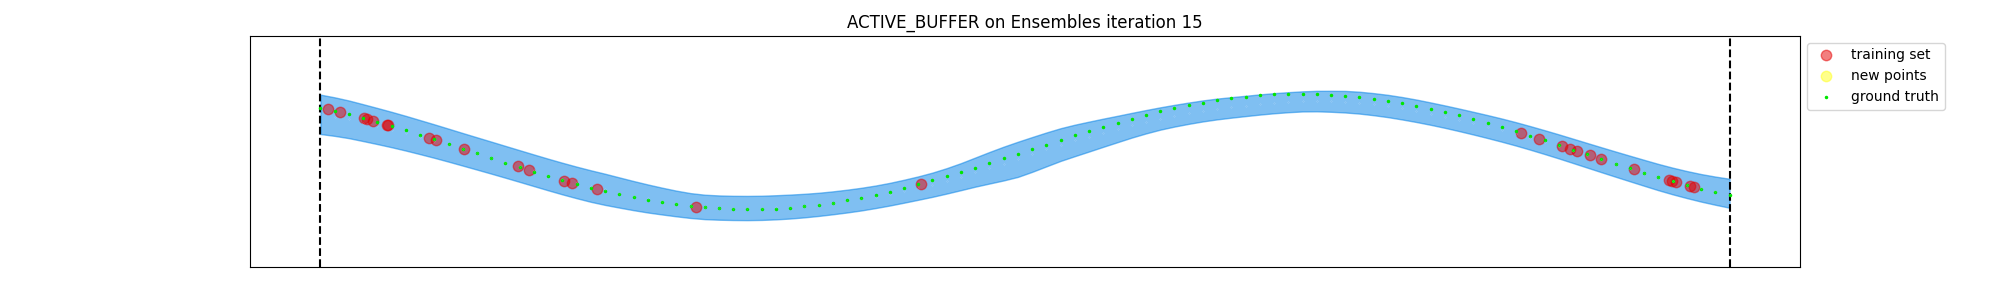 ACTIVE_BUFFER on Ensembles iteration 15
training set
new points
ground truth